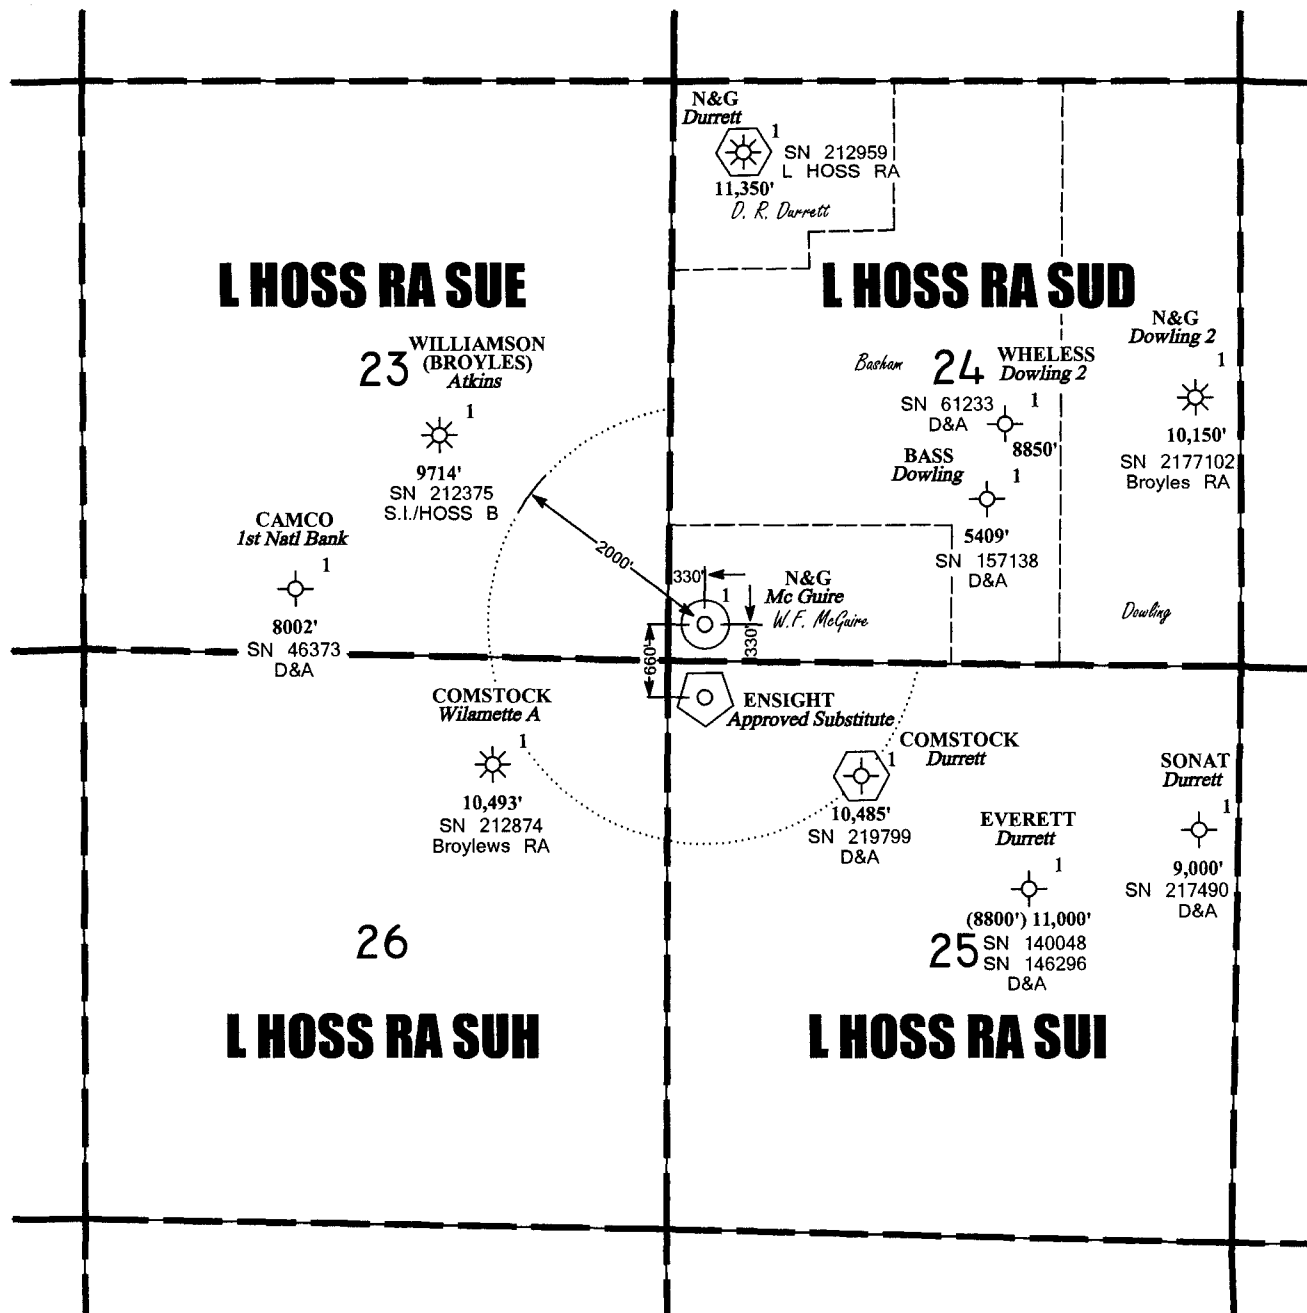 N&G
Durrett
1
SN 212959
L HOSS RA
11,350'
D. R. Durrett
L HOSS RA SUE
L HOSS RA SUD
23
WILLIAMSON
(BROYLES)
Atkins
1
9714'
SN 212375
S.I./HOSS B
CAMCO
1st Natl Bank
1
8002'
SN 46373
D&A
Basham
24
WHELESS
Dowling 2
1
SN 61233
D&A
8850'
BASS
Dowling
1
5409'
SN 157138
D&A
N&G
Dowling 2
1
10,150'
SN 2177102
Broyles RA
Dowling
2000'
330'
N&G
Mc Guire
1
W.F. McGuire
330'
660'
ENSIGHT
Approved Substitute
COMSTOCK
Wilamette A
1
10,493'
SN 212874
Broylews RA
COMSTOCK
Durrett
1
10,485'
SN 219799
D&A
SONAT
Durrett
1
9,000'
SN 217490
D&A
EVERETT
Durrett
1
(8800') 11,000'
25
SN 140048
SN 146296
D&A
26
L HOSS RA SUH
L HOSS RA SUI